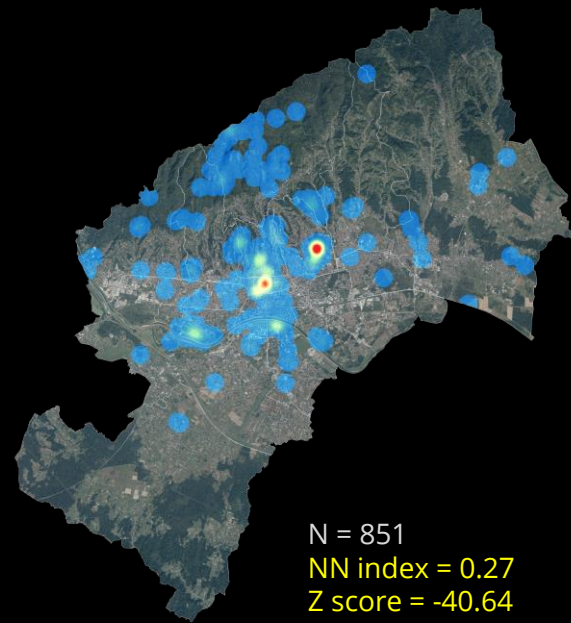 N = 851
NN index = 0.27
Z score = -40.64